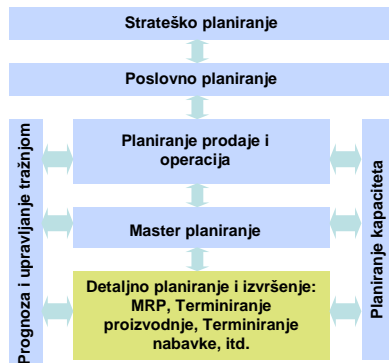 Strateško planiranje
Poslovno planiranje
Prognoza i upravljanje tražnjom
Planiranje prodaje i
operacija
Master planiranje
Detaljno planiranje i izvršenje:
MRP, Terminiranje
proizvodnje, Terminiranje
nabavke, itd.
Planiranje kapaciteta